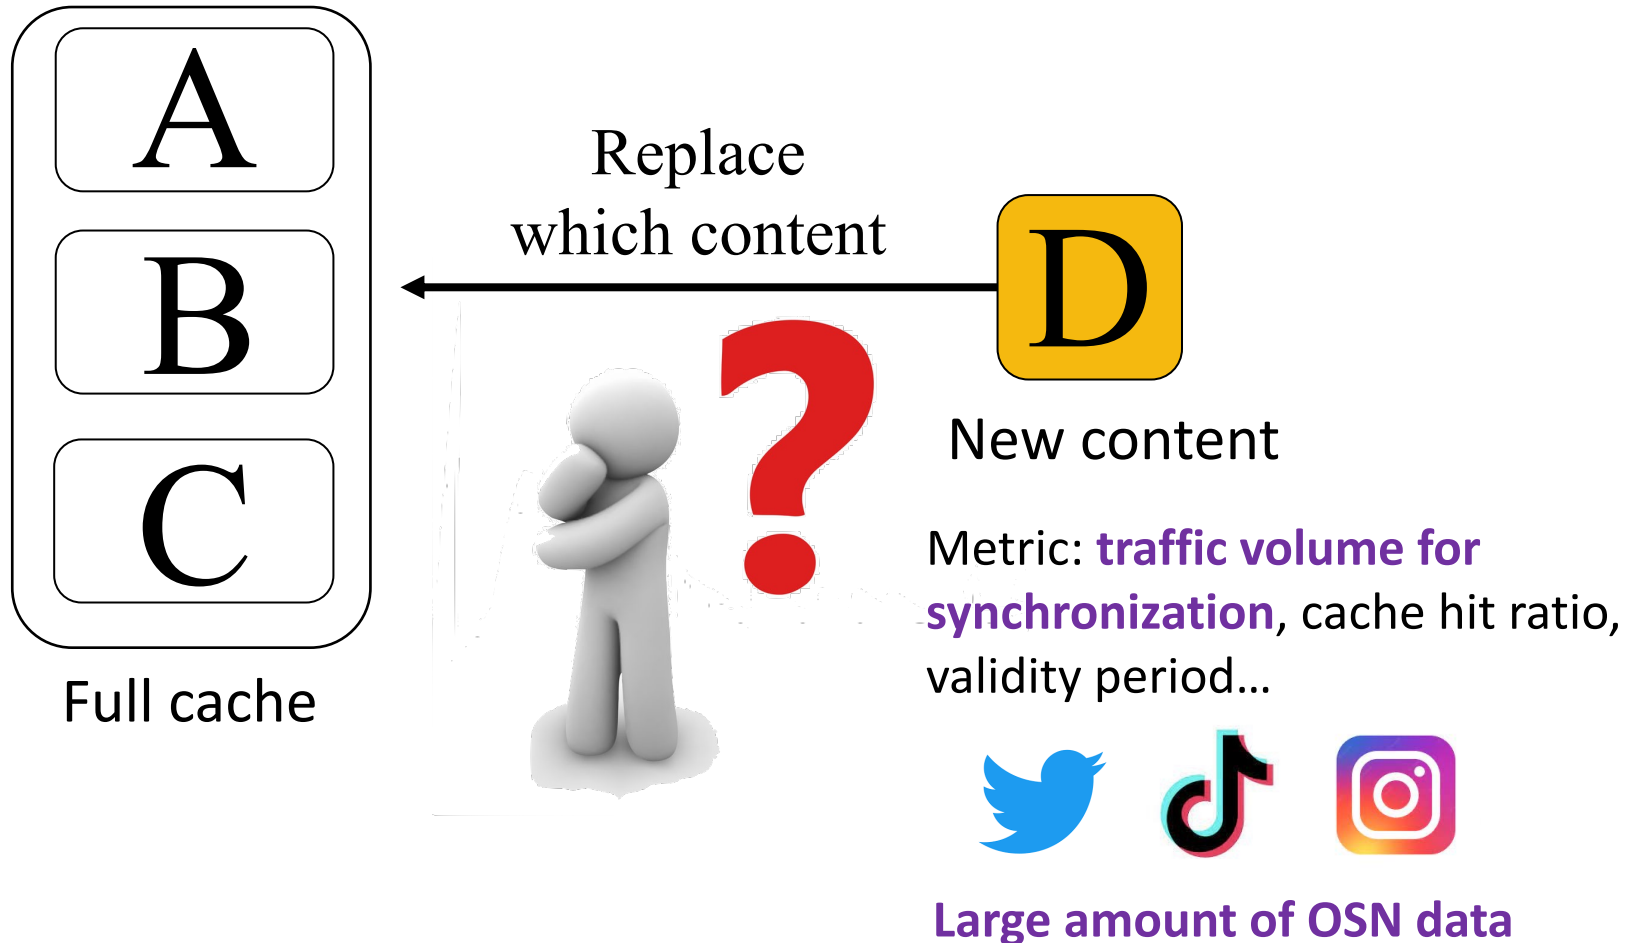 A
B
C
Full cache
Replace
which content
D
New content
Metric: traffic volume for
synchronization, cache hit ratio,
validity period...
Large amount of OSN data